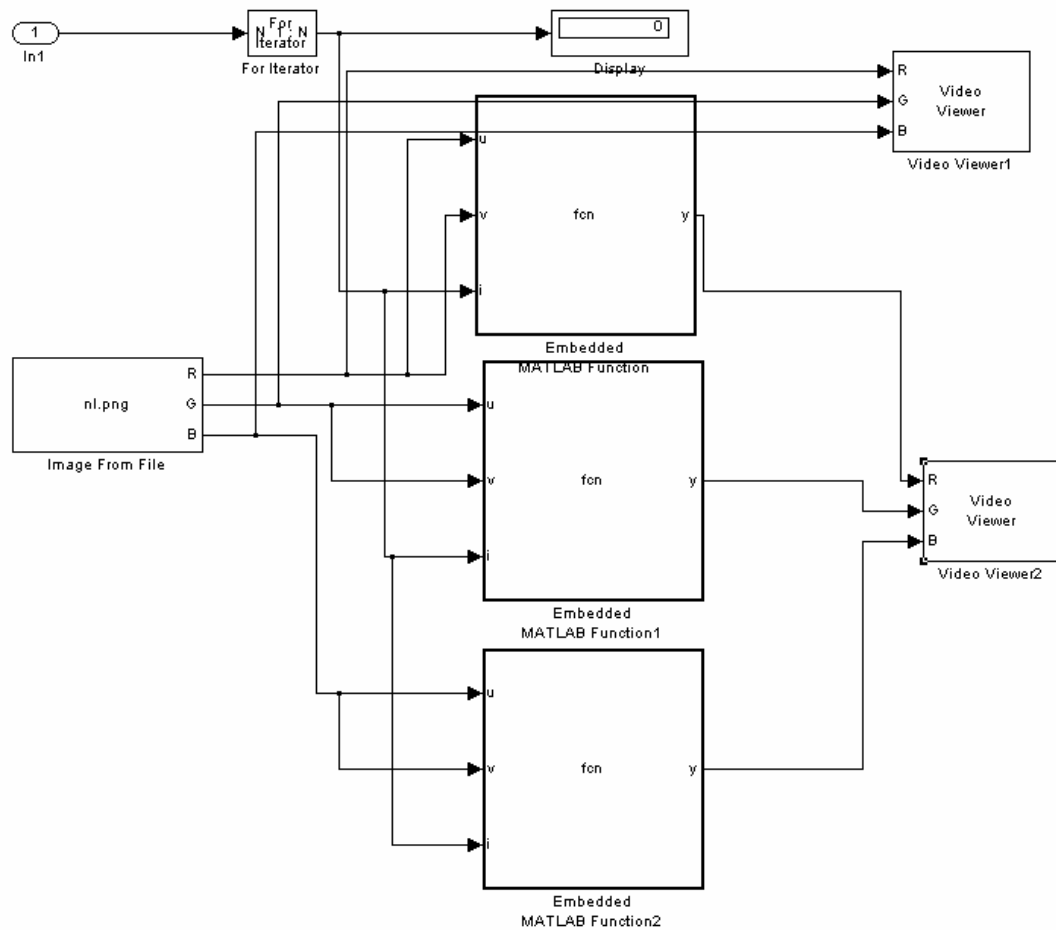 1
In1
For
N 1 : N
Iterator
For Iterator
0
Display
R
G
B
Video
Viewer
Video Viewer1
u
v
i
fcn
y
Embedded
MATLAB Function
nl.png
R
G
B
Image From File
u
v
i
fcn
y
Embedded
MATLAB Function1
R
G
B
Video
Viewer
Video Viewer2
u
v
i
fcn
y
Embedded
MATLAB Function2